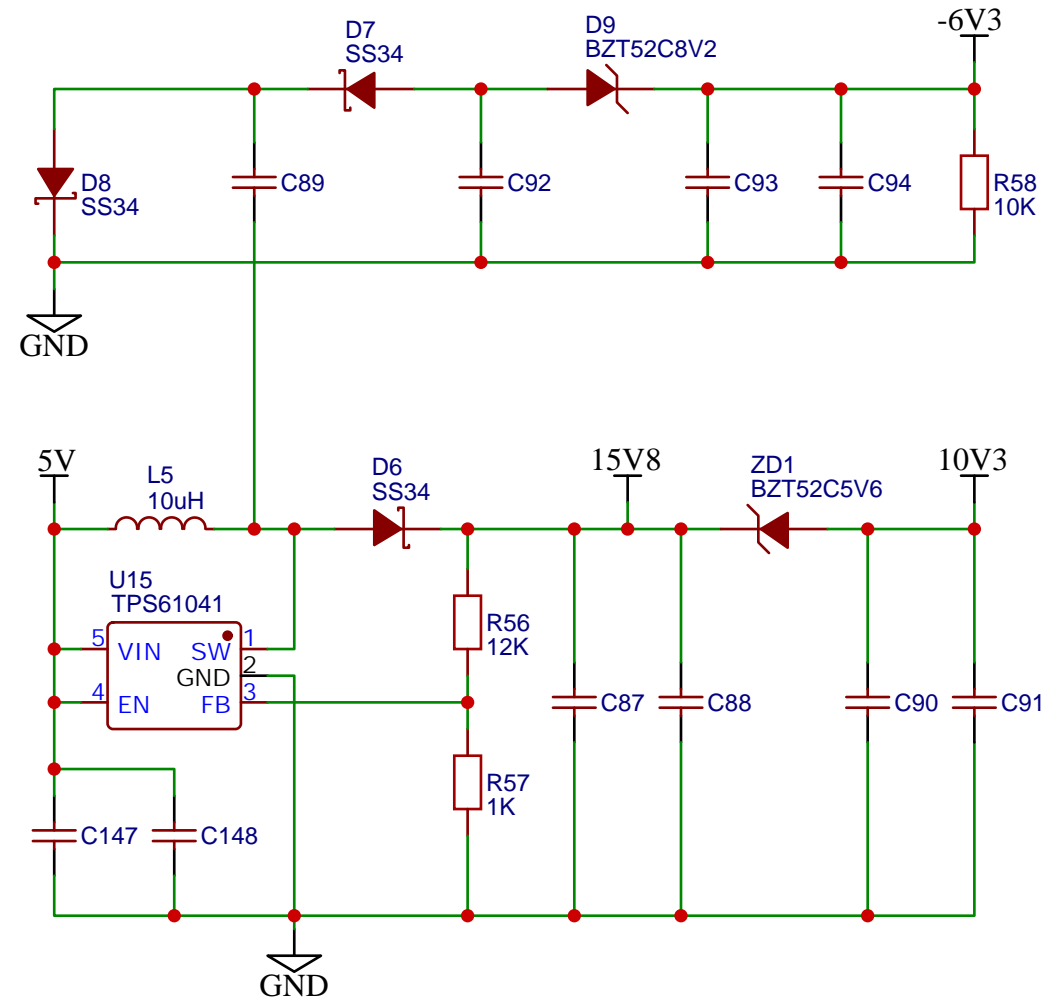 D7
SS34
D9
BZT52C8V2
-6V3
D8
SS34
C89
C92
C93
C94
R58
10K
GND
5V
L5
10uH
D6
SS34
15V8
ZD1
BZT52C5V6
10V3
U15
TPS61041
5
VIN
SW
1
GND
2
4
EN
FB
3
R56
12K
C87
C88
C90
C91
R57
1K
C147
C148
GND